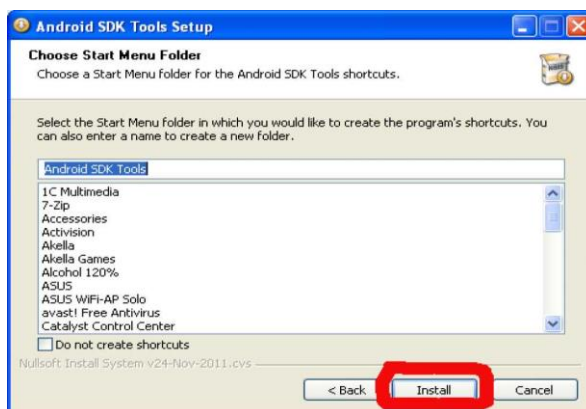 Android SDK Tools Setup
Choose Start Menu Folder
Choose a Start Menu folder for the Android SDK Tools shortcuts.
Select the Start Menu folder in which you would like to create the program's shortcuts. You
can also enter a name to create a new folder.
Android SDK Tools
1C Multimedia
7-Zip
Accessories
Activision
Akella
Akella Games
Alcohol 120%
ASUS
ASUS WiFi-AP Solo
avast! Free Antivirus
Catalyst Control Center
Do not create shortcuts
Nullsoft Install System v24-Nov-2011.cvs
< Back Install Cancel